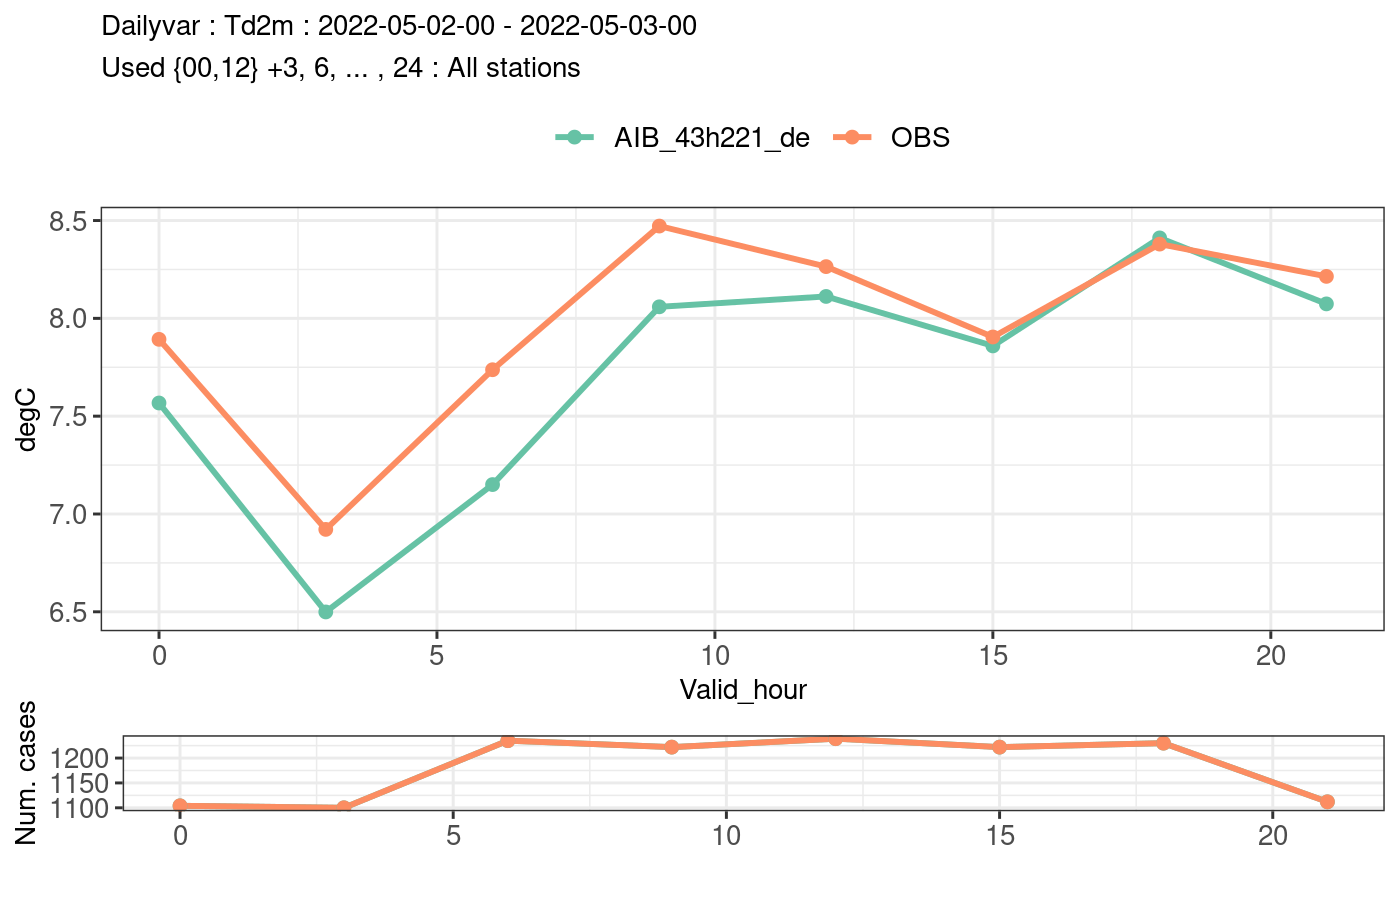 Dailyvar : Td2m : 2022-05-02-00 - 2022-05-03-00
Used {00,12} +3, 6, ... , 24 : All stations
AIB_43h221_de OBS
degC
8.5
8.0
7.5
7.0
6.5
0 5 10 15 20
Valid_hour
Num. cases
1200
1150
1100
0 5 10 15 20